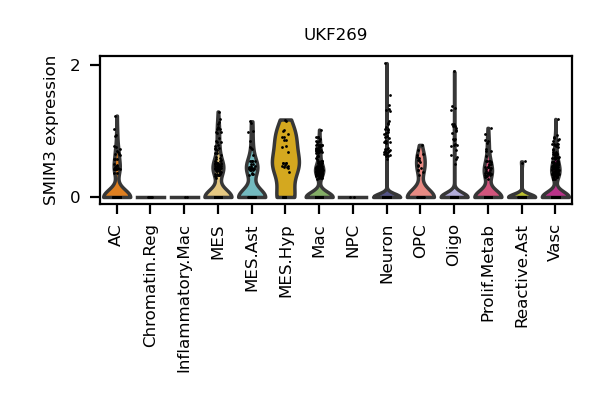 UKF269
SMIM3 expression
2
0
AC
Chromatin.Reg
Inflammatory.Mac
MES
MES.Ast
MES.Hyp
Mac
NPC
Neuron
OPC
Oligo
Prolif.Metab
Reactive.Ast
Vasc